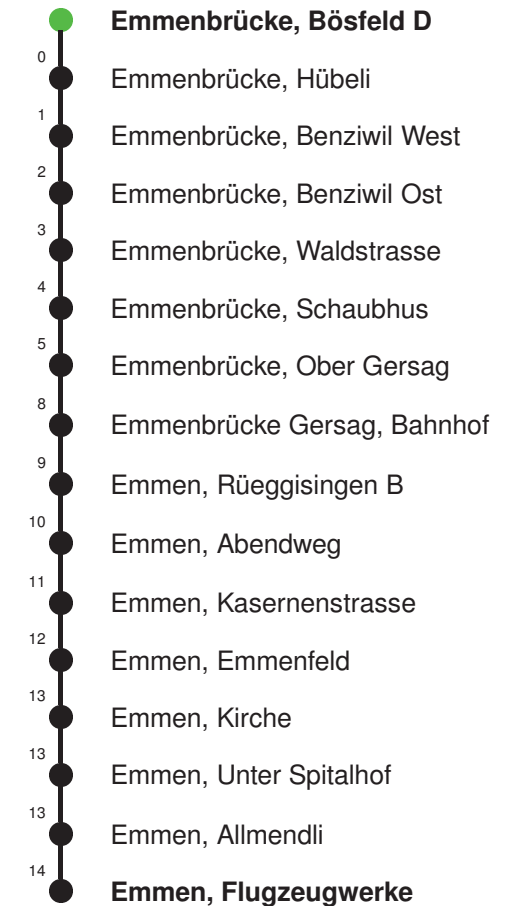 Emmenbrücke, Bösfeld D
0
Emmenbrücke, Hübeli
1
Emmenbrücke, Benziwil West
2
Emmenbrücke, Benziwil Ost
3
Emmenbrücke, Waldstrasse
4
Emmenbrücke, Schaubhus
5
Emmenbrücke, Ober Gersag
8
Emmenbrücke Gersag, Bahnhof
9
Emmen, Rüeggisingen B
10
Emmen, Abendweg
11
Emmen, Kasernenstrasse
12
Emmen, Emmenfeld
13
Emmen, Kirche
13
Emmen, Unter Spitalhof
13
Emmen, Allmendli
14
Emmen, Flugzeugwerke